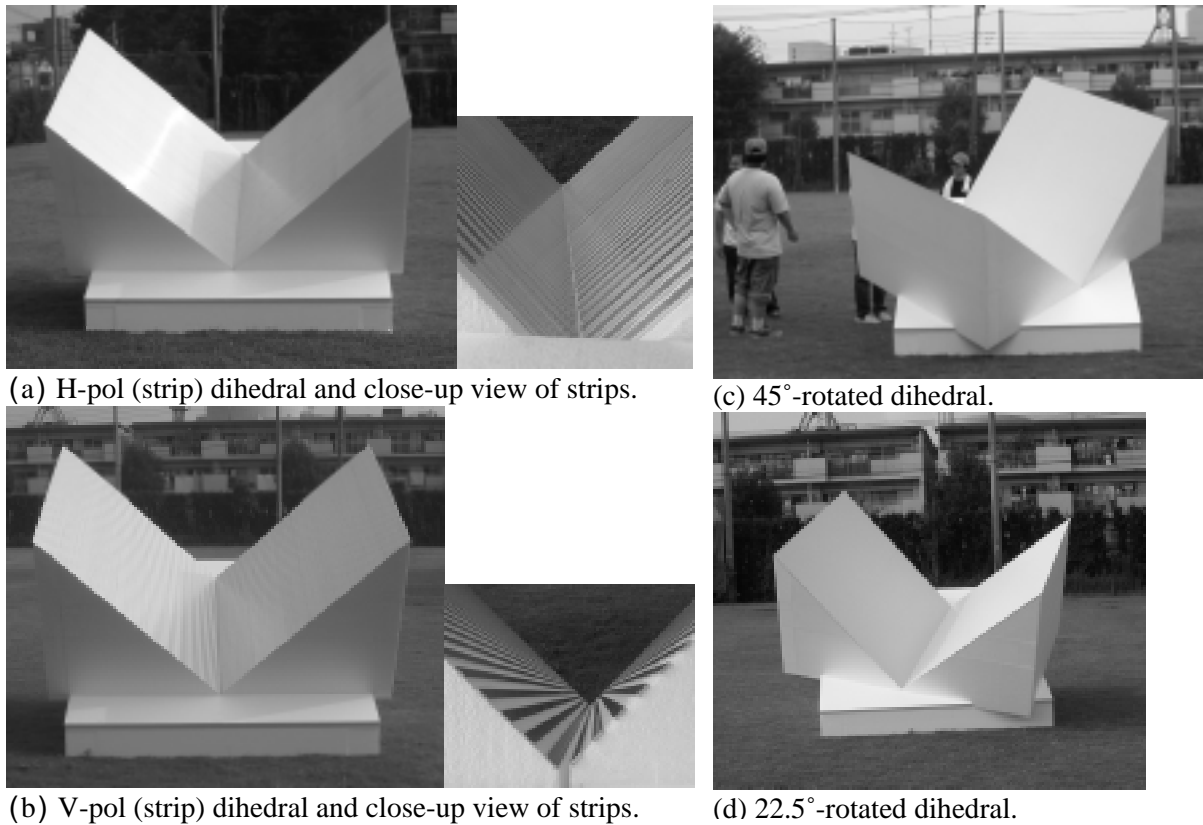 (a) H-pol (strip) dihedral and close-up view of strips.
(c) 45˚-rotated dihedral.
(b) V-pol (strip) dihedral and close-up view of strips.
(d) 22.5˚-rotated dihedral.